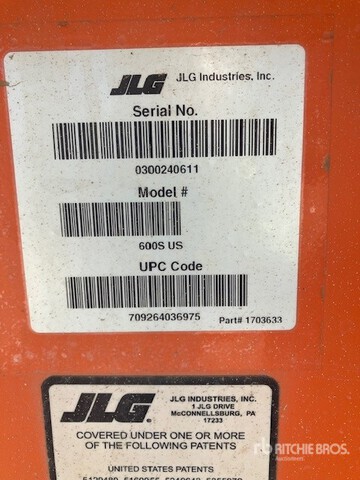 JLG JLG Industries, Inc.
Serial No.
0300240611
Model #
600S US
UPC Code
709264036975 Part# 1703633
JLG JLG INDUSTRIES, INC.
1 JLG DRIVE
McCONNELLSBURG, PA
17233
COVERED UNDER ONE OR MORE
OF THE FOLLOWING PATENTS
UNITED STATES PATENTS
RITCHIE BROS.